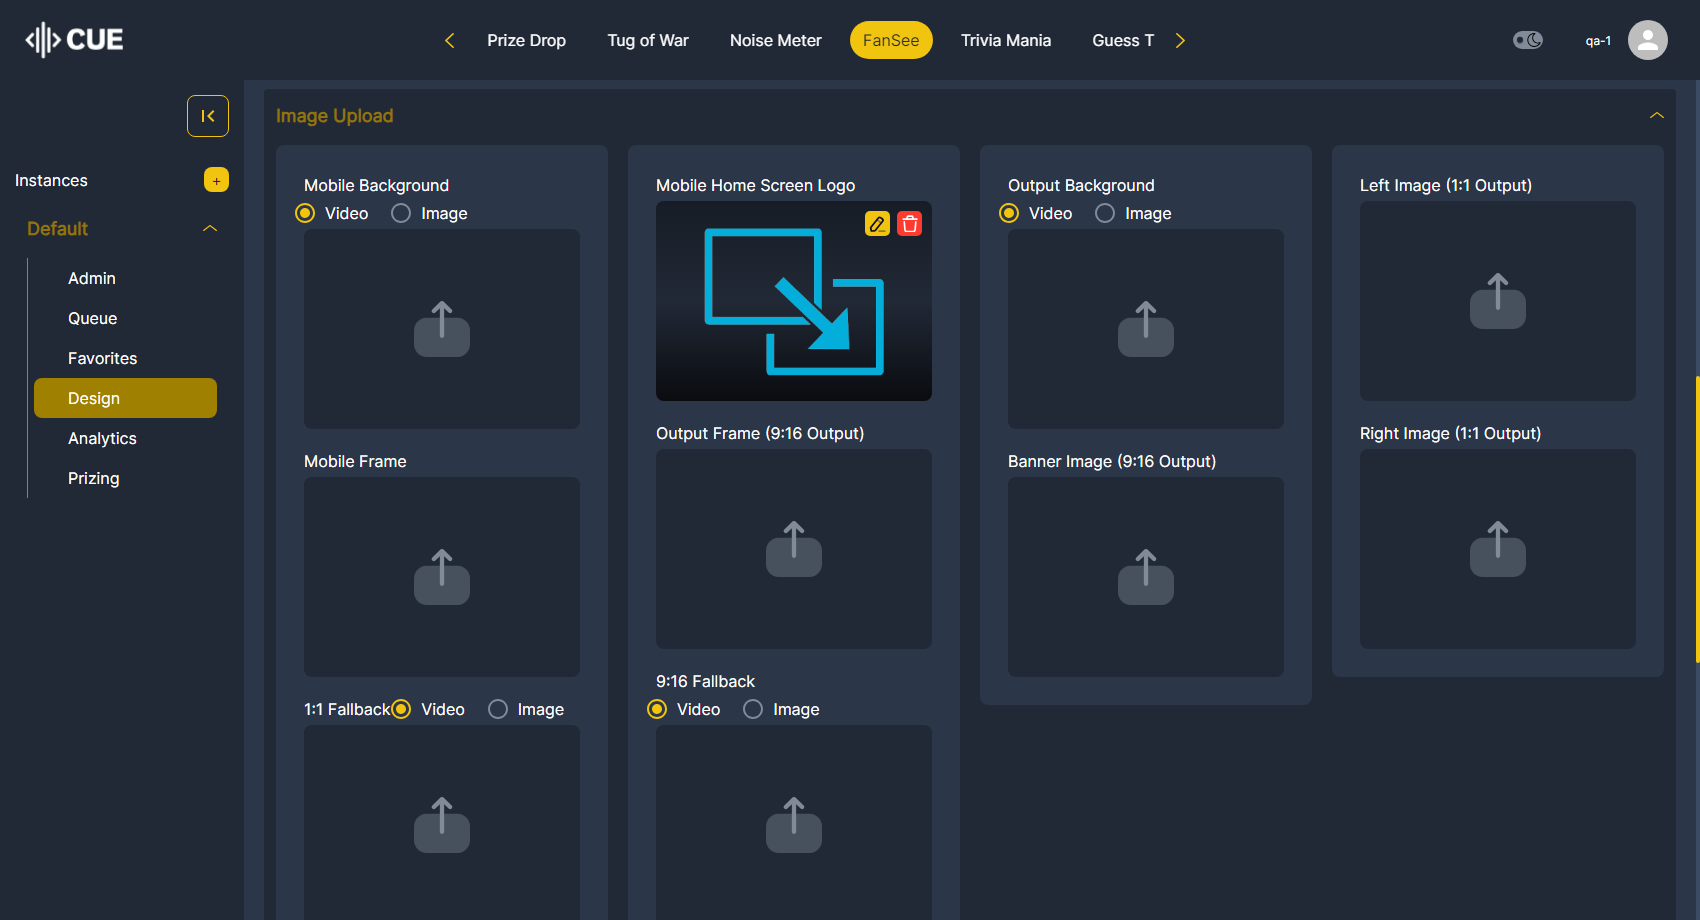 CUE
Prize Drop
Tug of War
Noise Meter
FanSee
Trivia Mania
Guess T
qa-1
Instances
+
Default
Admin
Queue
Favorites
Design
Analytics
Prizing
Image Upload
Mobile Background
Video
Image
Mobile Frame
1:1 Fallback
Video
Image
Mobile Home Screen Logo
Output Frame (9:16 Output)
9:16 Fallback
Video
Image
Output Background
Video
Image
Banner Image (9:16 Output)
Left Image (1:1 Output)
Right Image (1:1 Output)